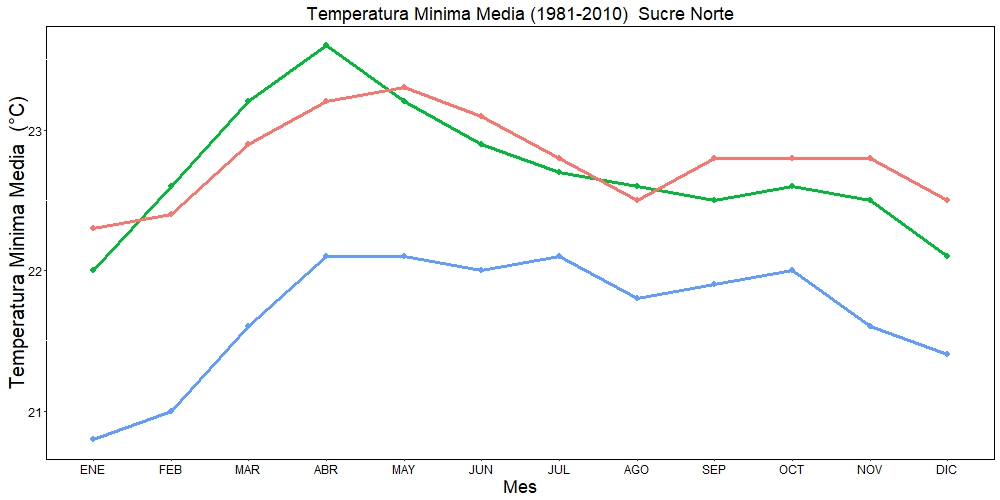 Temperatura Minima Media (1981-2010)  Sucre Norte
Temperatura Minima Media  (°C)
23
22
21
ENE FEB MAR ABR MAY JUN JUL AGO SEP OCT NOV DIC
Mes